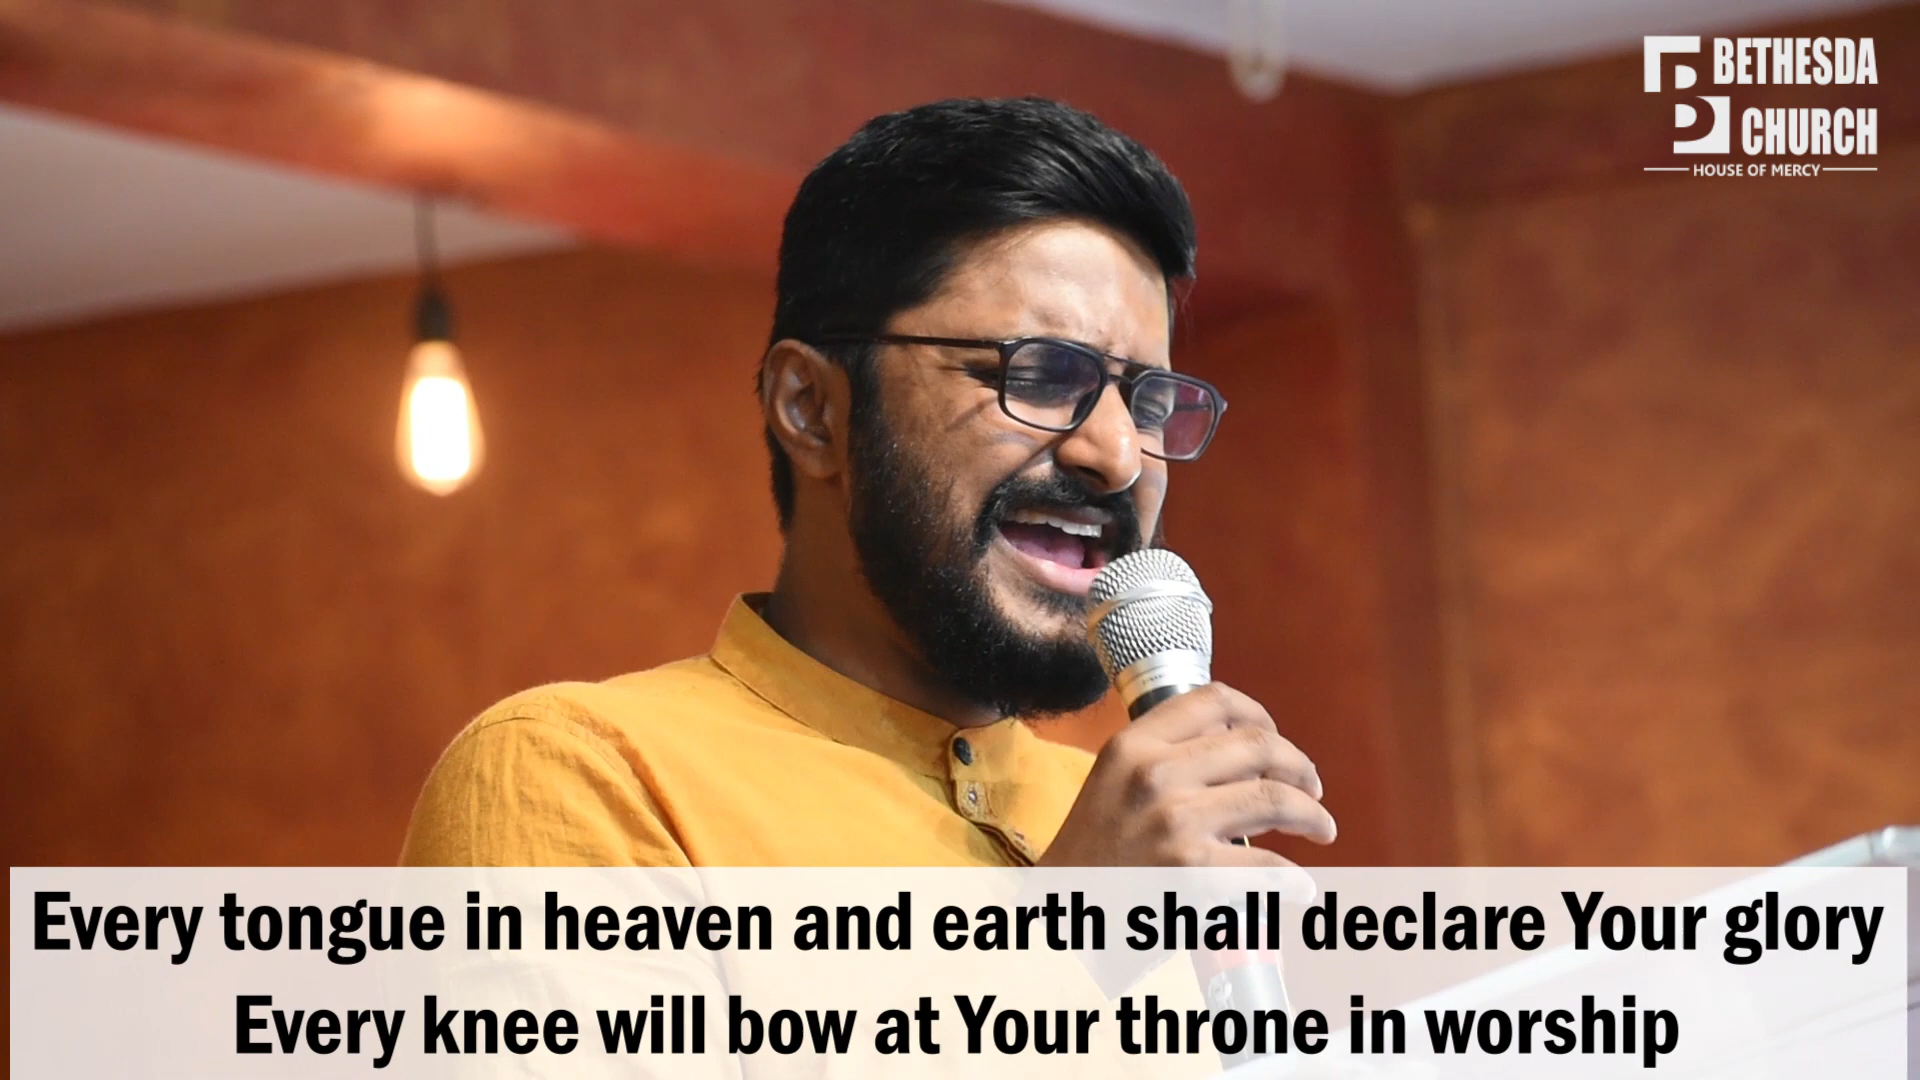 BETHESDA
CHURCH
HOUSE OF MERCY
Every tongue in heaven and earth shall declare Your glory
Every knee will bow at Your throne in worship